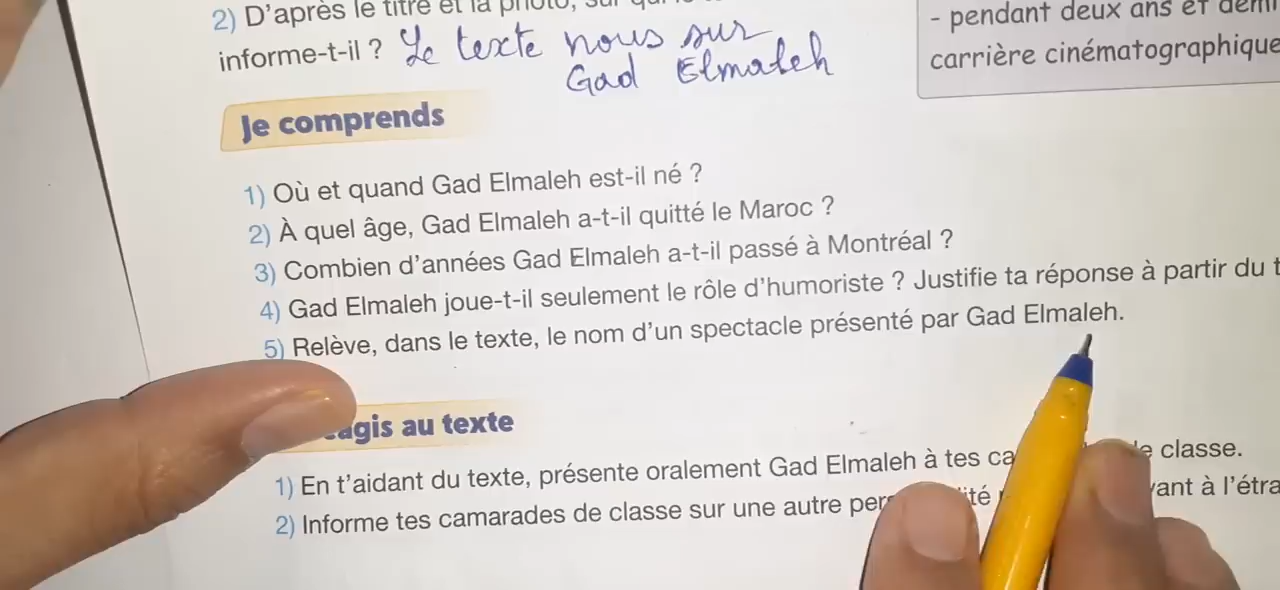 2) D'après le titre et la photo, sur
informe-t-il ? Le texte nous sur
Gad Elmaleh
- pendant deux ans et demi
carrière cinématographique
Je comprends
1) Où et quand Gad Elmaleh est-il né ?
2) À quel âge, Gad Elmaleh a-t-il quitté le Maroc ?
3) Combien d'années Gad Elmaleh a-t-il passé à Montréal ?
4) Gad Elmaleh joue-t-il seulement le rôle d'humoriste ? Justifie ta réponse à partir du t
5) Relève, dans le texte, le nom d'un spectacle présenté par Gad Elmaleh.
agis au texte
1) En t'aidant du texte, présente oralement Gad Elmaleh à tes ca classe.
2) Informe tes camarades de classe sur une autre per ité vant à l'étra